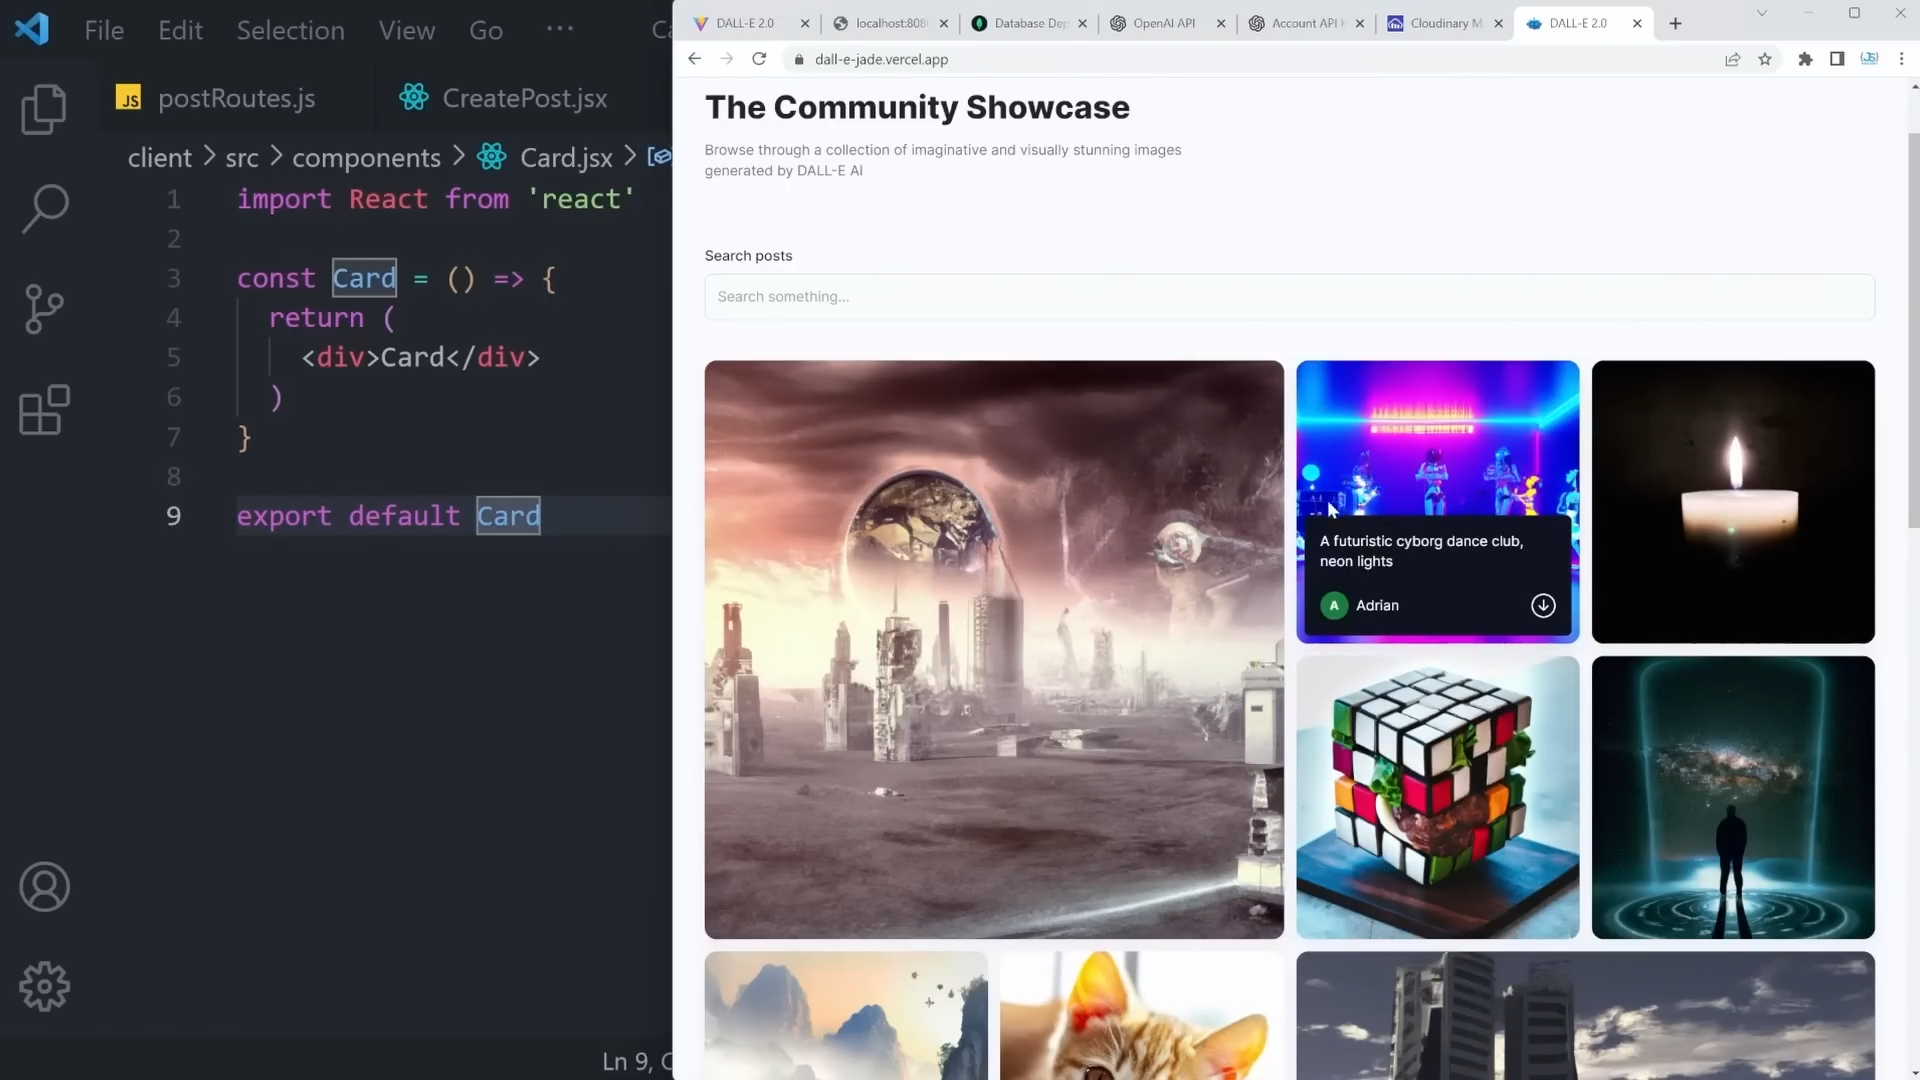 File Edit Selection View Go ···
JS postRoutes.js
CreatePost.jsx
client > src > components > Card.jsx >
1 import React from 'react'
2
3 const Card = () => {
4 return (
5 <div>Card</div>
6 )
7 }
8
9 export default Card
Ln 9, C
DALL-E 2.0
localhost:808
Database Dep
OpenAI API
Account API
Cloudinary M
DALL-E 2.0
dall-e-jade.vercel.app
The Community Showcase
Browse through a collection of imaginative and visually stunning images
generated by DALL-E AI
Search posts
Search something...
A futuristic cyborg dance club,
neon lights
A Adrian